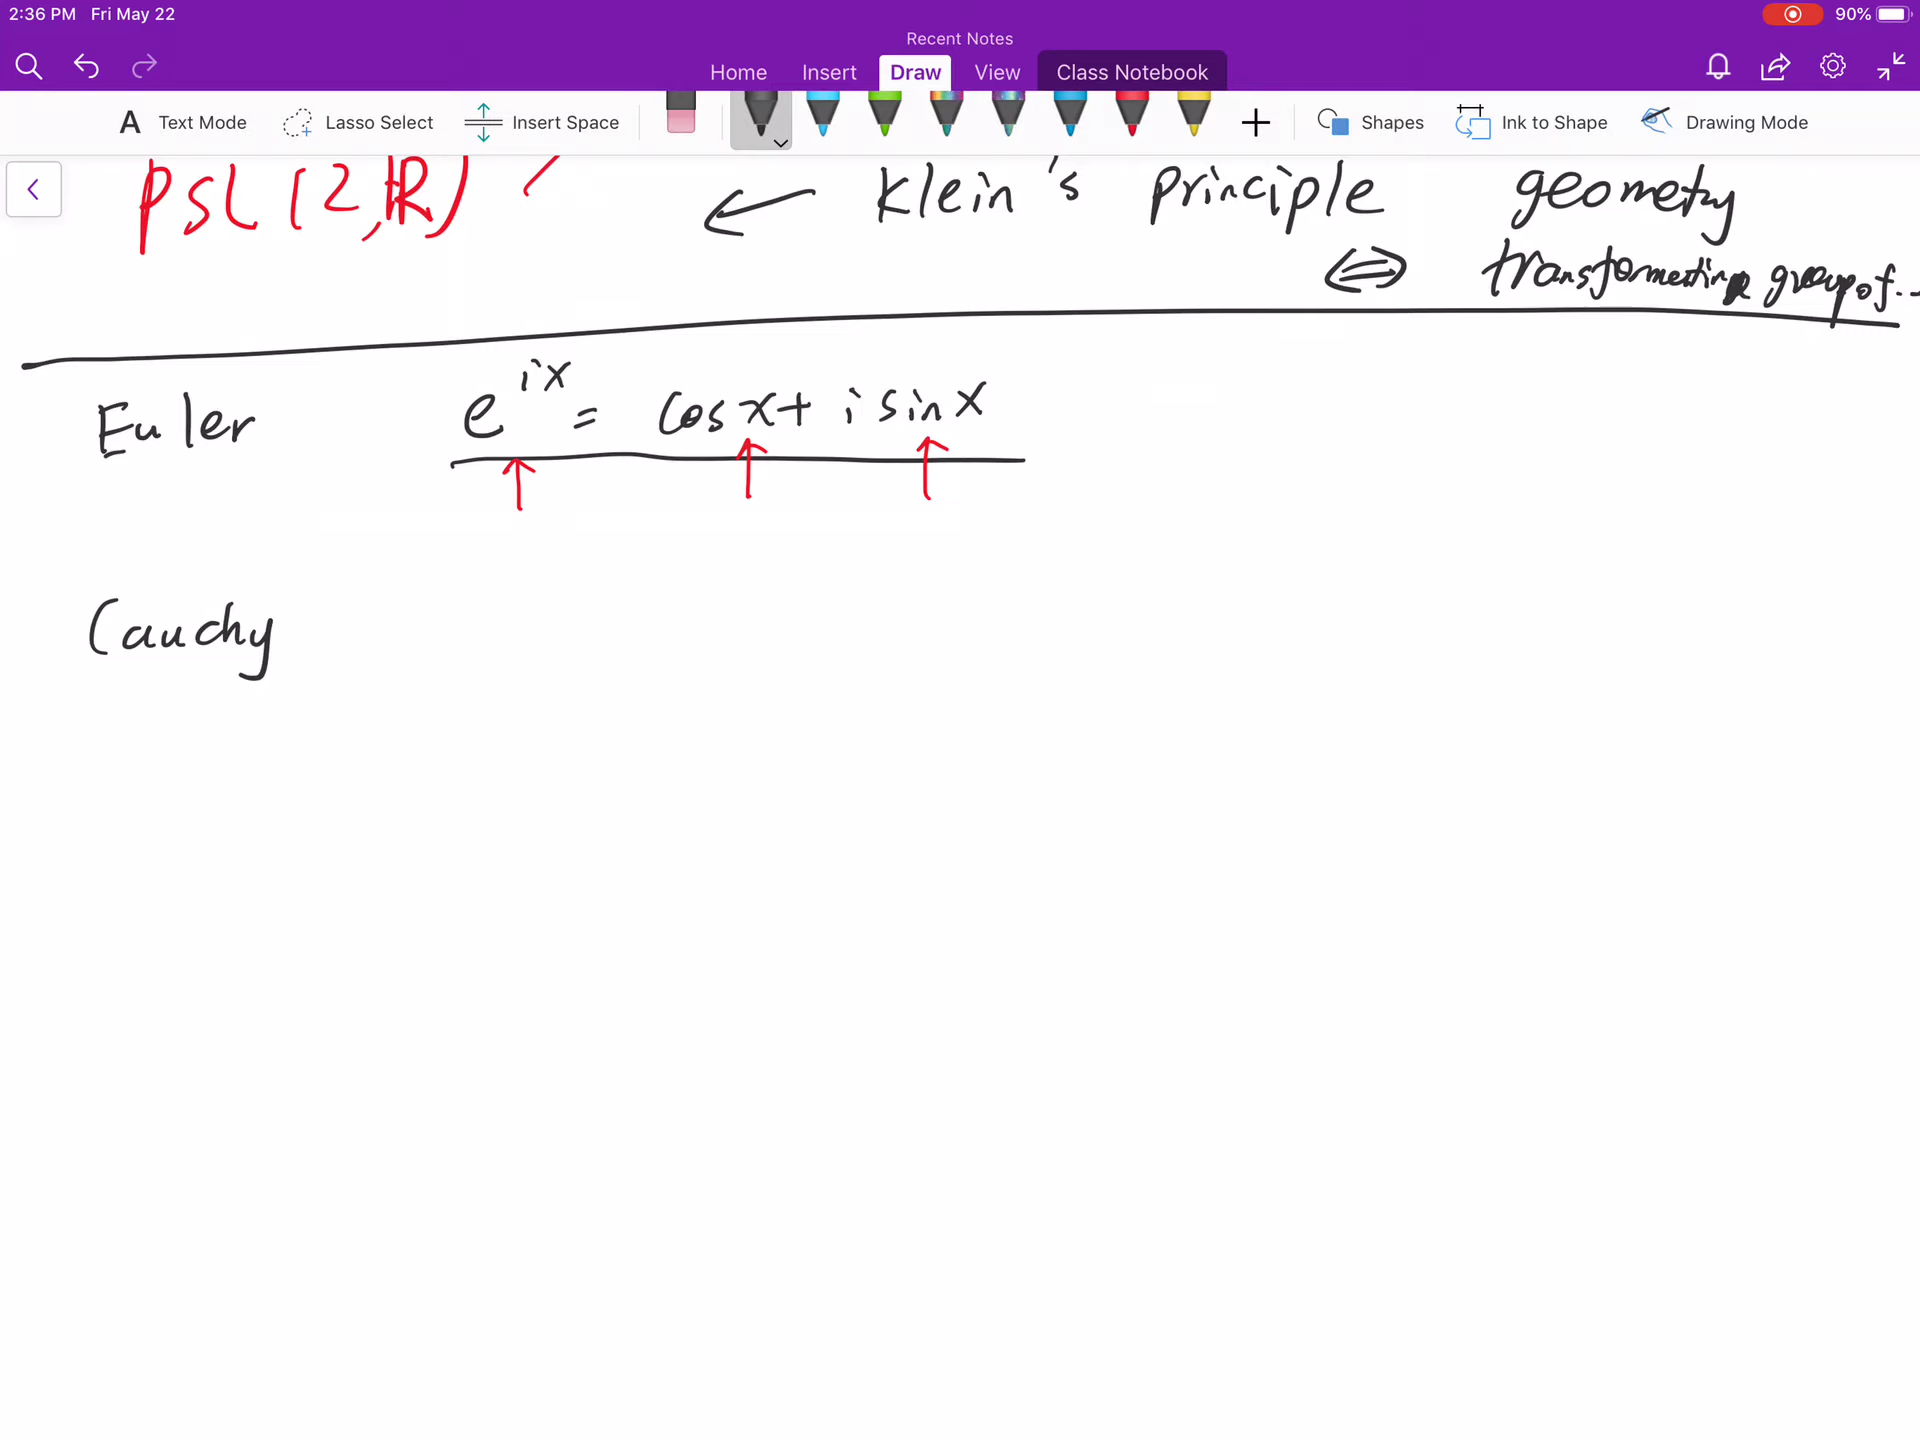 2:36 PM Fri May 22 90%
Recent Notes
Home Insert Draw View Class Notebook
A Text Mode Lasso Select Insert Space Shapes Ink to Shape Drawing Mode
PSL(2,ℝ) ← Klein's principle geometry
⇔ transformation group of..
Euler e^{ix} = cos x + i sin x
↑ ↑ ↑
Cauchy